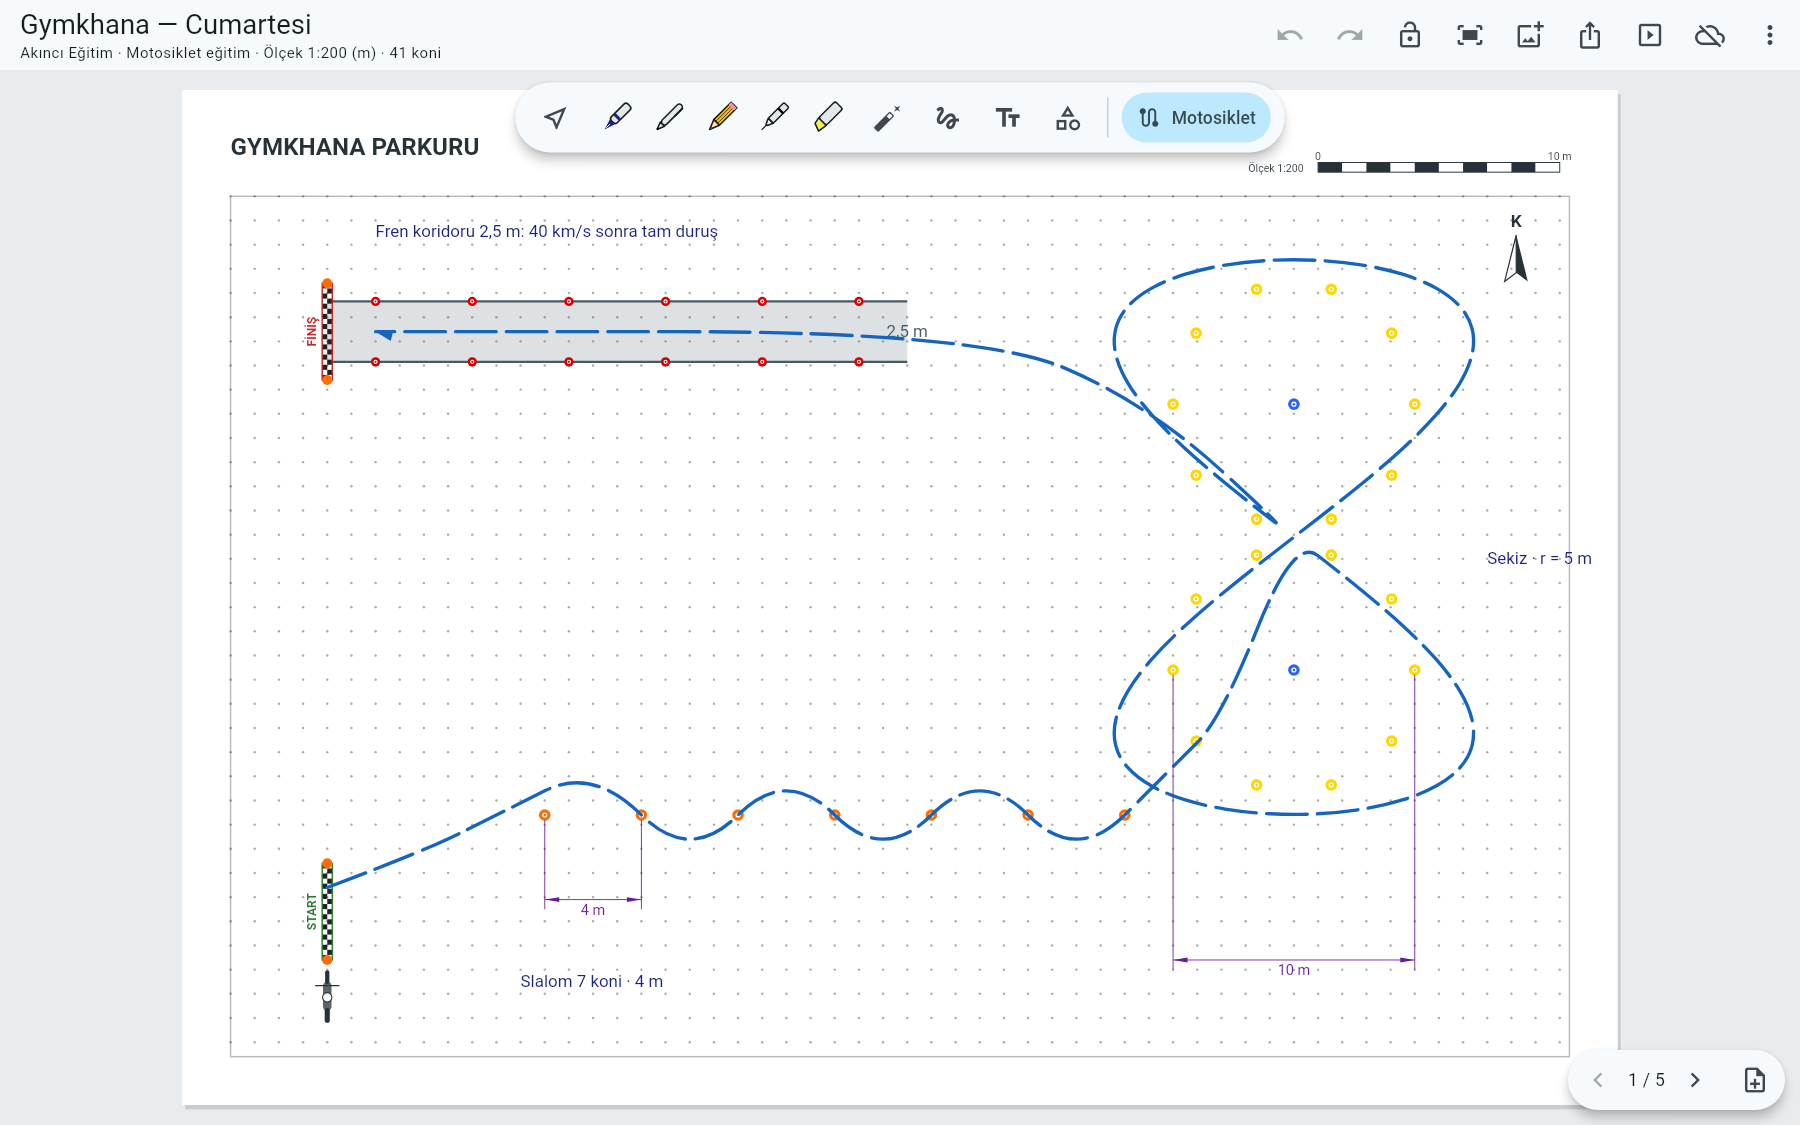 Gymkhana — Cumartesi
Akıncı Eğitim · Motosiklet eğitim · Ölçek 1:200 (m) · 41 koni
Motosiklet
GYMKHANA PARKURU
Ölçek 1:200
0
10 m
Fren koridoru 2,5 m: 40 km/s sonra tam duruş
K
FİNİŞ
2,5 m
Sekiz · r = 5 m
START
4 m
10 m
Slalom 7 koni · 4 m
1 / 5